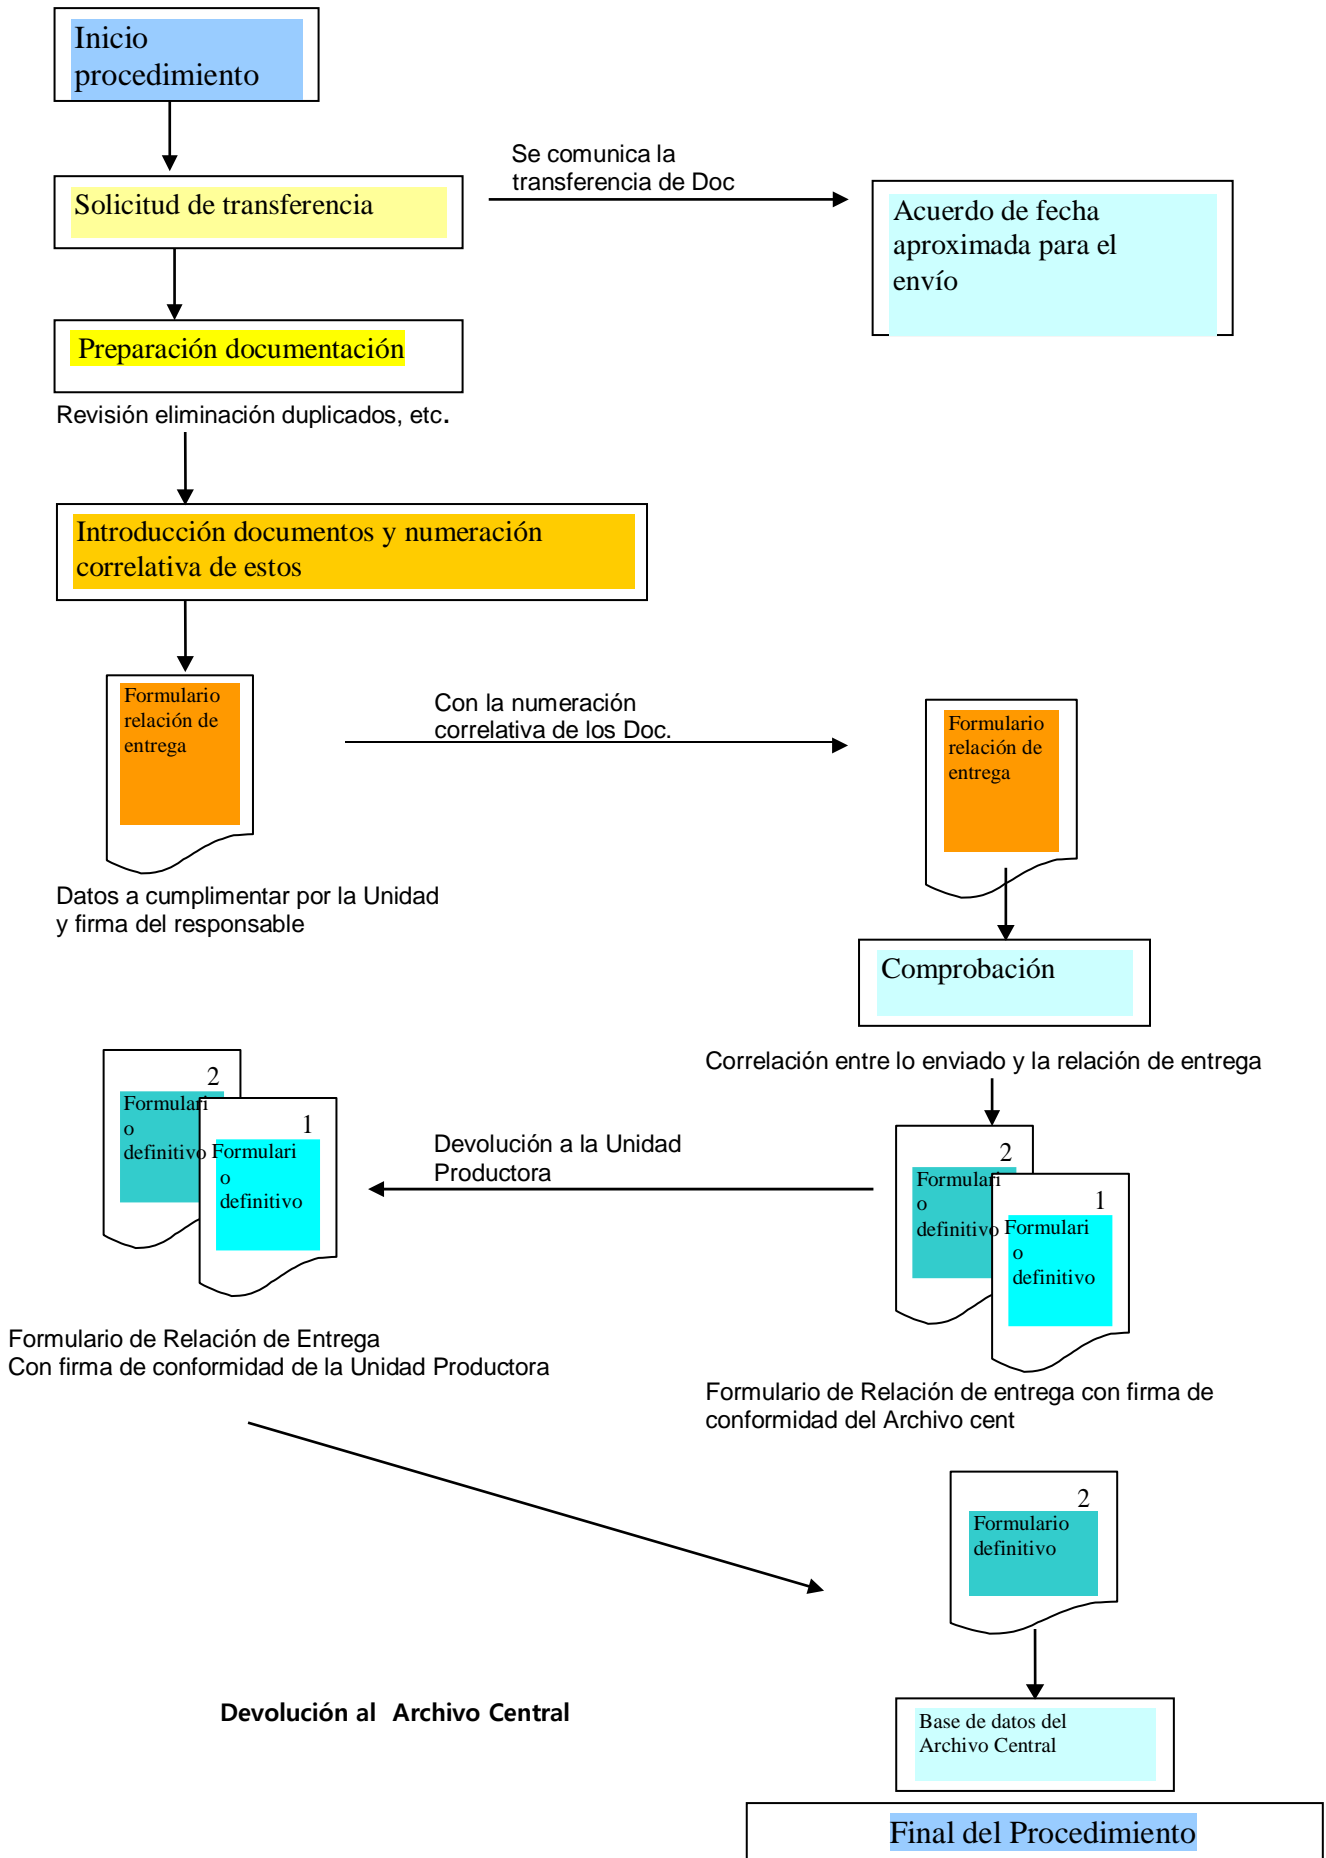 Inicio
procedimiento
Se comunica la
transferencia de Doc
Solicitud de transferencia
Acuerdo de fecha
aproximada para el
envío
Preparación documentación
Revisión eliminación duplicados, etc.
Introducción documentos y numeración
correlativa de estos
Formulario
relación de
entrega
Con la numeración
correlativa de los Doc.
Formulario
relación de
entrega
Datos a cumplimentar por la Unidad
y firma del responsable
Comprobación
Correlación entre lo enviado y la relación de entrega
2
Formulari
o
definitivo
1
Formulari
o
definitivo
Devolución a la Unidad
Productora
2
Formulari
o
definitivo
1
Formulari
o
definitivo
Formulario de Relación de Entrega
Con firma de conformidad de la Unidad Productora
Formulario de Relación de entrega con firma de
conformidad del Archivo cent
2
Formulario
definitivo
Devolución al  Archivo Central
Base de datos del
Archivo Central
Final del Procedimiento